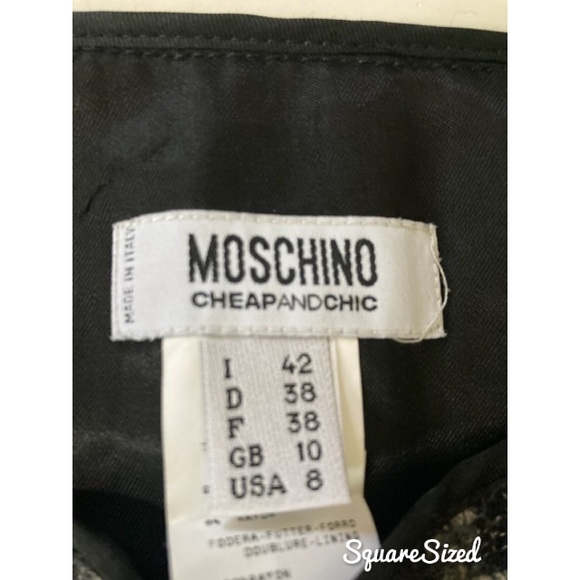 MADE IN ITALY
MOSCHINO
CHEAPANDCHIC
I 42
D 38
F 38
GB 10
USA 8
FODERA-FUTTER-FORRO
DOUBLURE-LINING
SquareSized